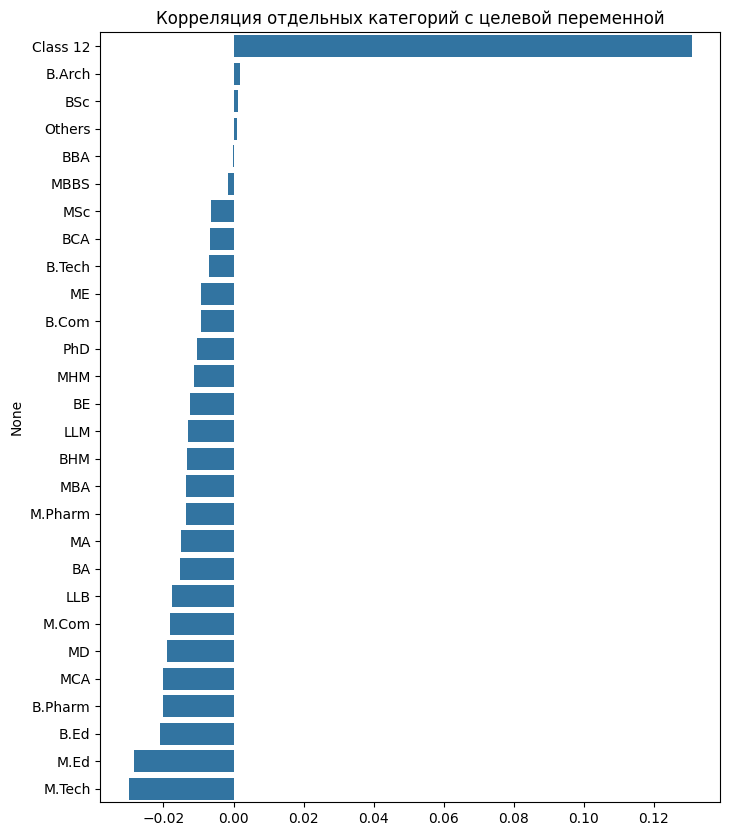 Корреляция отдельных категорий с целевой переменной
Class 12
B.Arch
BSc
Others
BBA
MBBS
MSc
BCA
B.Tech
ME
B.Com
PhD
MHM
BE
LLM
BHM
MBA
M.Pharm
MA
BA
LLB
M.Com
MD
MCA
B.Pharm
B.Ed
M.Ed
M.Tech
None
−0.02 0.00 0.02 0.04 0.06 0.08 0.10 0.12